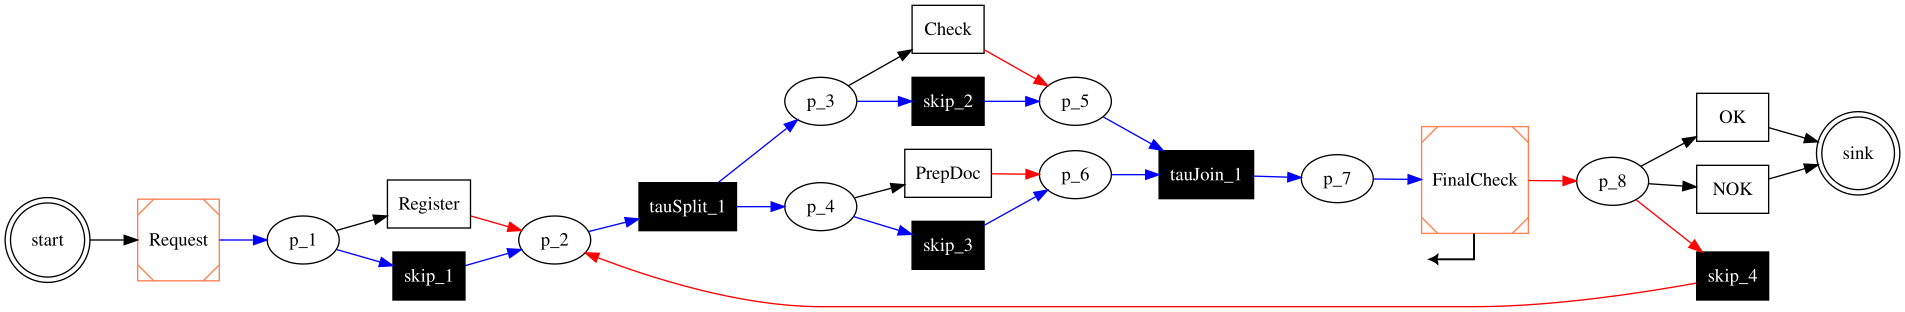 start
Request
p_1
Register
skip_1
p_2
tauSplit_1
p_3
p_4
Check
skip_2
PrepDoc
skip_3
p_5
p_6
tauJoin_1
p_7
FinalCheck
p_8
OK
NOK
skip_4
sink